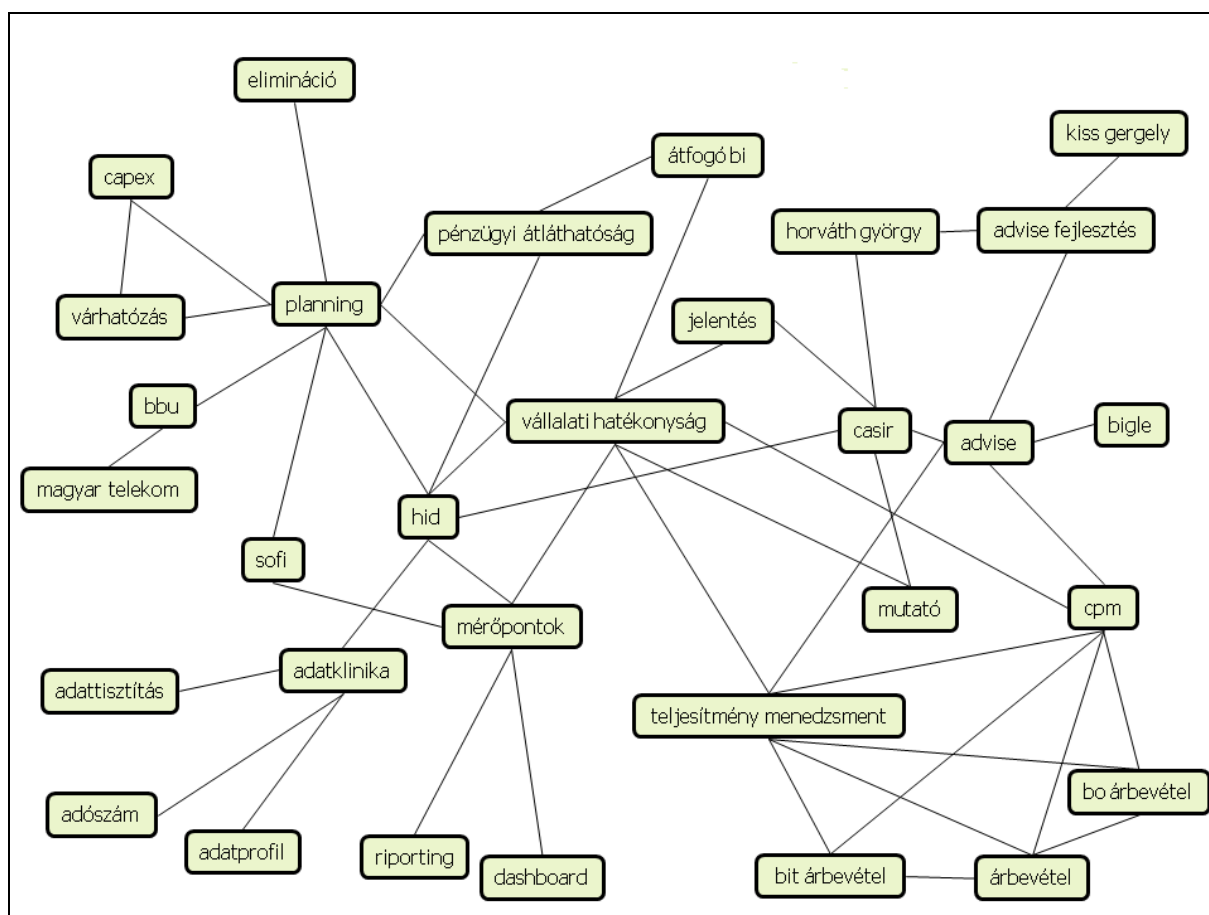 elimináció
kiss gergely
átfogó bi
capex
horváth györgy
advise fejlesztés
pénzügyi átláthatóság
planning
várhatózás
jelentés
bbu
vállalati hatékonyság
casir
advise
bigle
magyar telekom
hid
sofi
mérőpontok
mutató
cpm
adatklinika
adattisztítás
teljesítmény menedzsment
bo árbevétel
adószám
adatprofil
riporting
dashboard
bit árbevétel
árbevétel